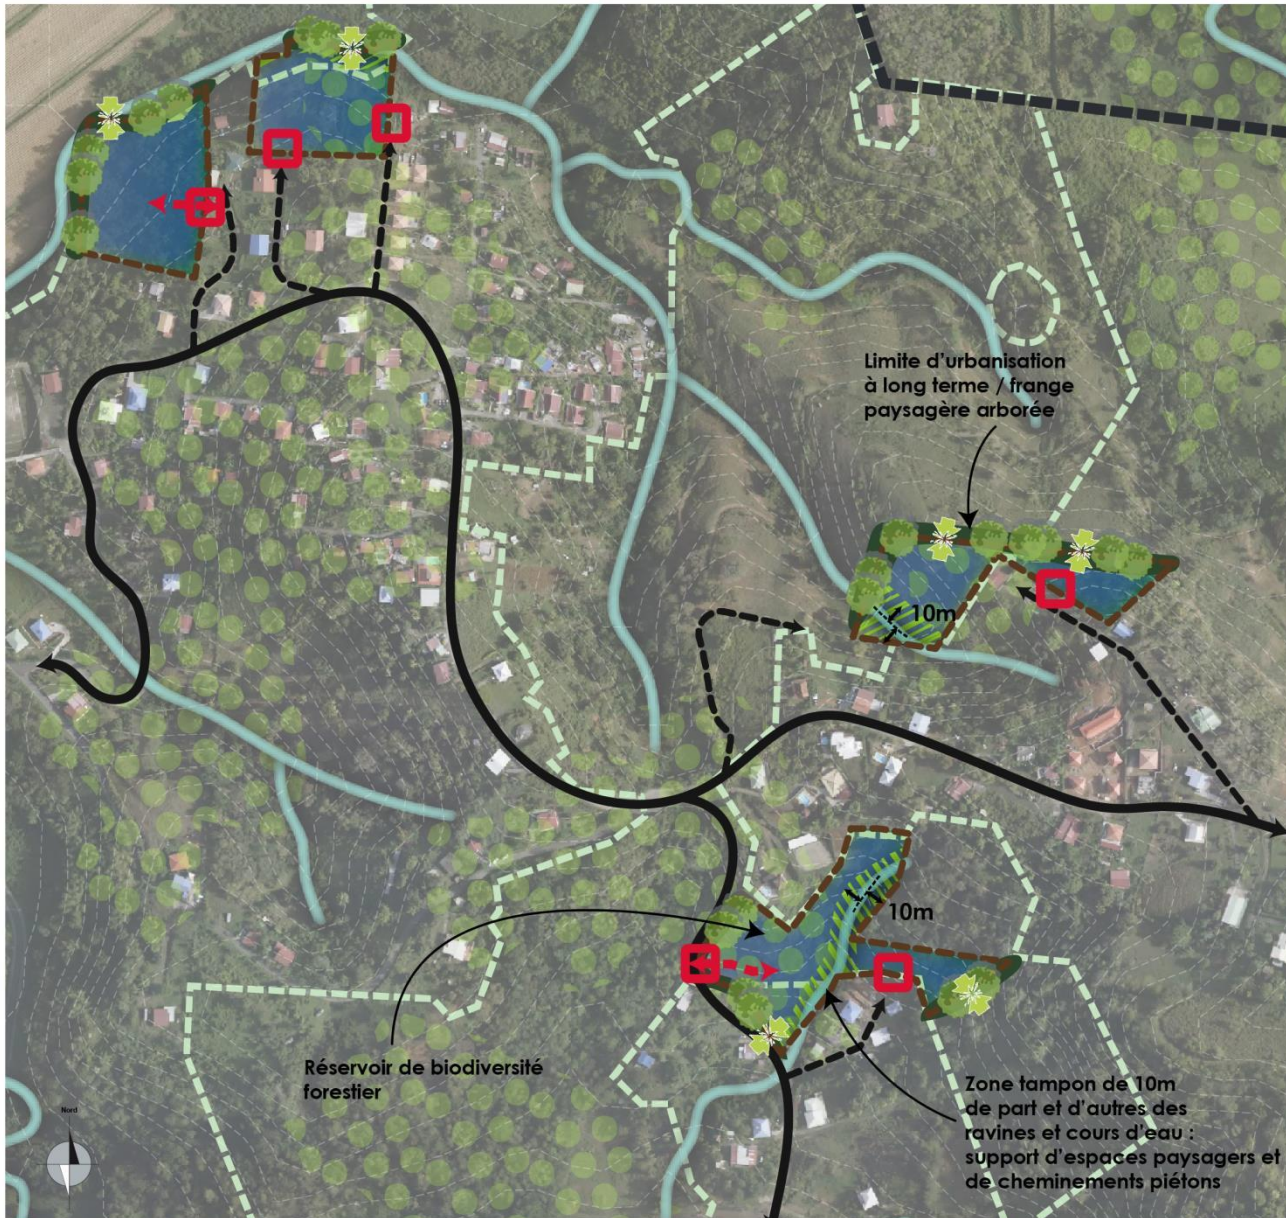 Limite d'urbanisation
à long terme / frange
paysagère arborée
10m
10m
Réservoir de biodiversité
forestier
Zone tampon de 10m
de part et d'autres des
ravines et cours d'eau :
support d'espaces paysagers et
de cheminements piétons
Nord